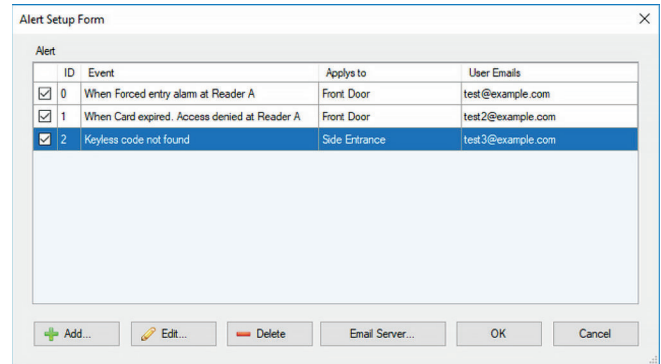 Alert Setup Form
Alert
ID Event Applys to User Emails
0 When Forced entry alarm at Reader A Front Door test@example.com
1 When Card expired. Access denied at Reader A Front Door test2@example.com
2 Keyless code not found Side Entrance test3@example.com
Add... Edit... Delete Email Server... OK Cancel